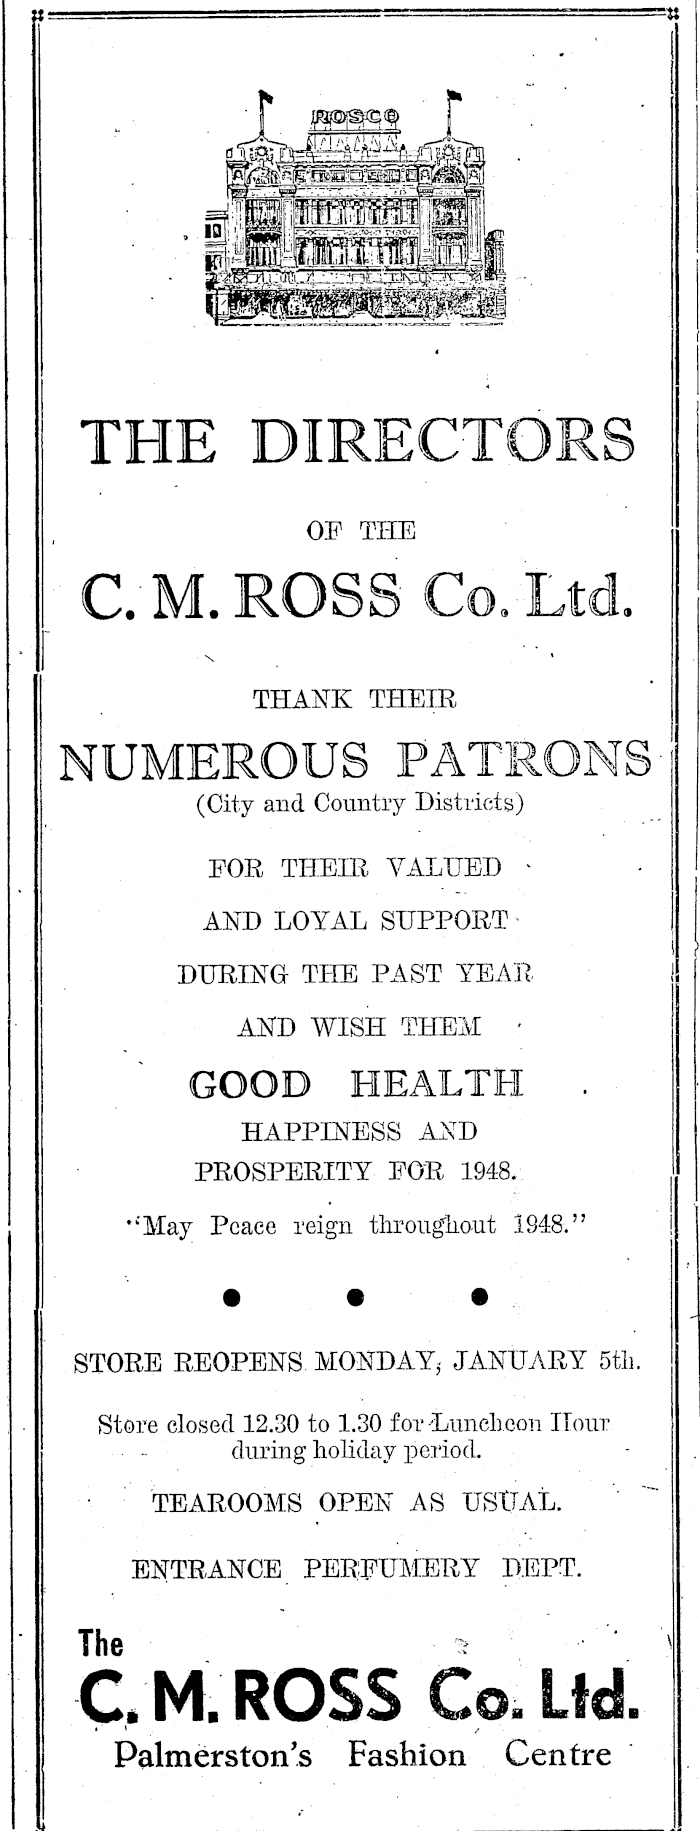 ROSCO
THE DIRECTORS
OF THE
C. M. ROSS Co. Ltd.
THANK THEIR
NUMEROUS PATRONS
(City and Country Districts)
FOR THEIR VALUED
AND LOYAL SUPPORT
DURING THE PAST YEAR
AND WISH THEM
GOOD HEALTH
HAPPINESS AND
PROSPERITY FOR 1948.
"May Peace reign throughout 1948."
STORE REOPENS MONDAY, JANUARY 5th.
Store closed 12.30 to 1.30 for Luncheon Hour
during holiday period.
TEAROOMS OPEN AS USUAL.
ENTRANCE PERFUMERY DEPT.
The
C. M. ROSS Co. Ltd.
Palmerston's Fashion Centre